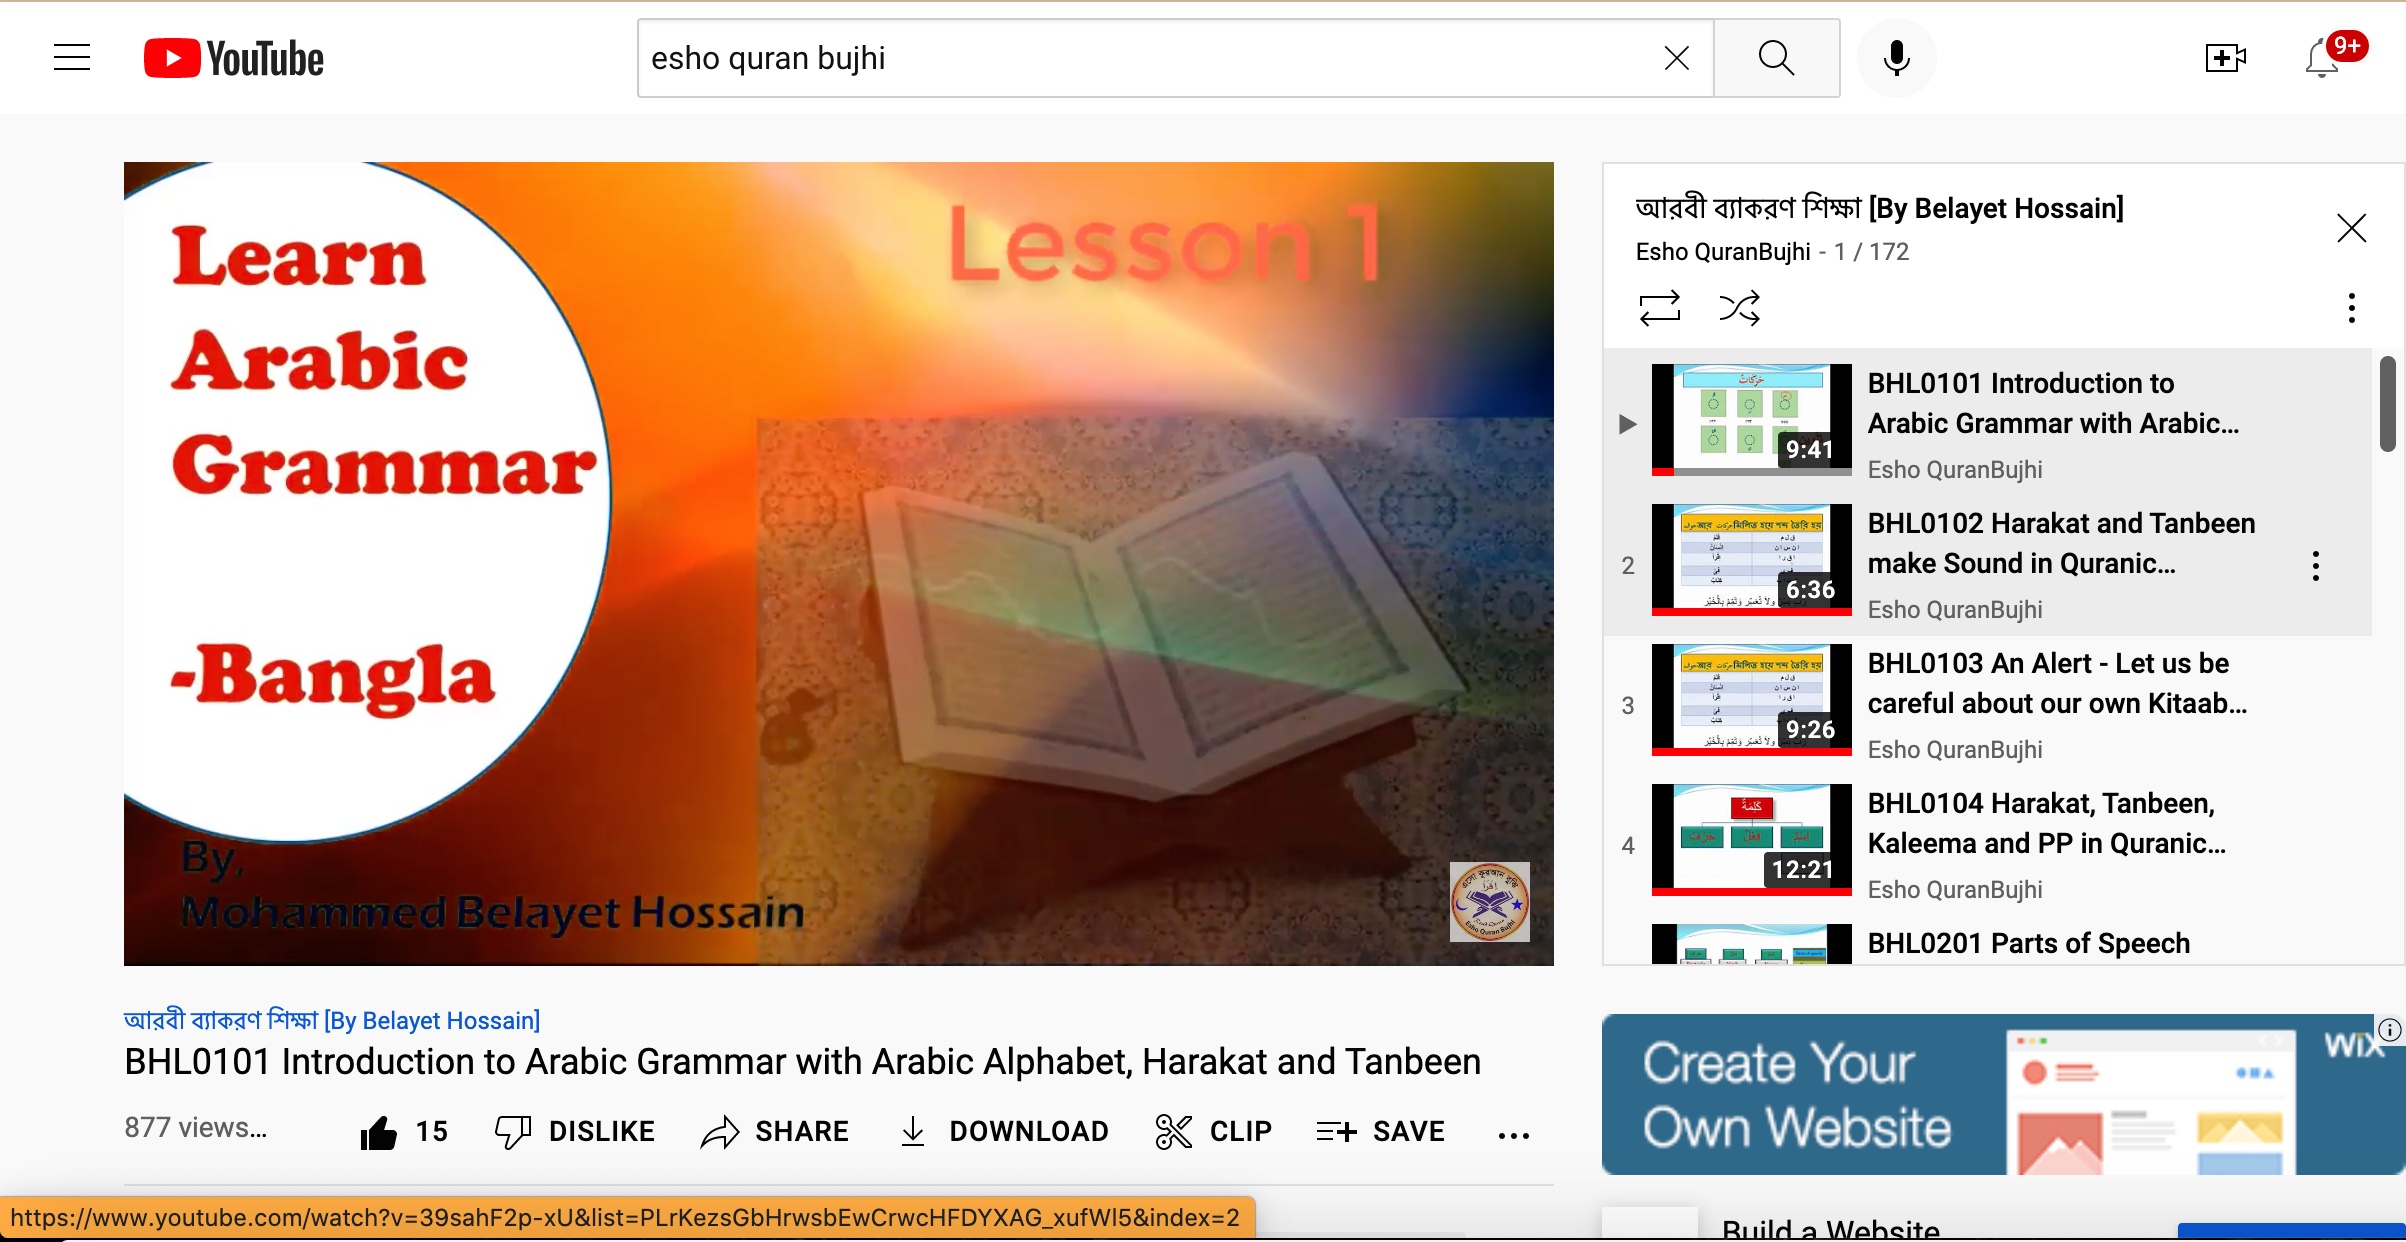 YouTube
esho quran bujhi
9+
Learn
Arabic
Grammar
-Bangla
Lesson 1
By,
Mohammed Belayet Hossain
এসো কুরআন বুঝি
Esho Quran Bujhi
আরবী ব্যাকরণ শিক্ষা [By Belayet Hossain]
Esho QuranBujhi - 1 / 172
9:41
BHL0101 Introduction to
Arabic Grammar with Arabic...
Esho QuranBujhi
2
6:36
BHL0102 Harakat and Tanbeen
make Sound in Quranic...
Esho QuranBujhi
3
9:26
BHL0103 An Alert - Let us be
careful about our own Kitaab...
Esho QuranBujhi
4
12:21
BHL0104 Harakat, Tanbeen,
Kaleema and PP in Quranic...
Esho QuranBujhi
BHL0201 Parts of Speech
আরবী ব্যাকরণ শিক্ষা [By Belayet Hossain]
BHL0101 Introduction to Arabic Grammar with Arabic Alphabet, Harakat and Tanbeen
877 views...
15
DISLIKE
SHARE
DOWNLOAD
CLIP
SAVE
Create Your
Own Website
WiX
Build a Website
https://www.youtube.com/watch?v=39sahF2p-xU&list=PLrKezsGbHrwsbEwCrwcHFDYXAG_xufWl5&index=2